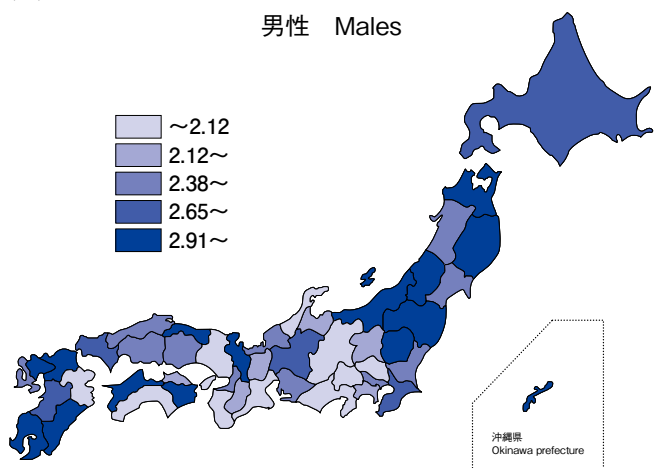 男性 Males
～2.12
2.12～
2.38～
2.65～
2.91～
沖縄県
Okinawa prefecture